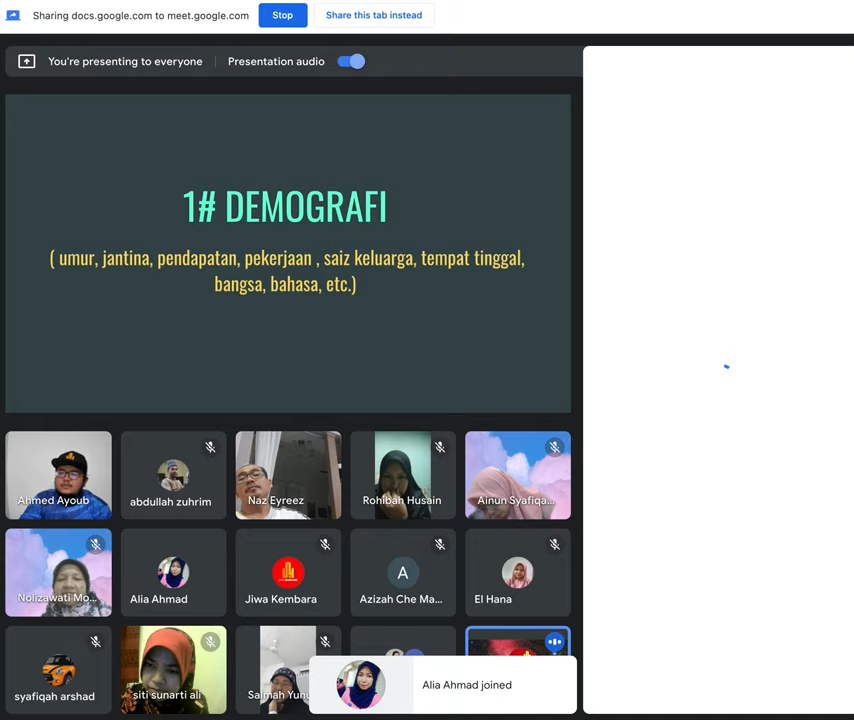 Sharing docs.google.com to meet.google.com
Stop
Share this tab instead
You're presenting to everyone
Presentation audio
1# DEMOGRAFI
( umur, jantina, pendapatan, pekerjaan , saiz keluarga, tempat tinggal,
bangsa, bahasa, etc.)
Ahmed Ayoub
abdullah zuhrim
Naz Eyreez
Rohibah Husain
Ainun Syafiqa...
Nolizawati Mo...
Alia Ahmad
Jiwa Kembara
A
Azizah Che Ma...
El Hana
syafiqah arshad
siti sunarti ali
Salmah Yunu
Alia Ahmad joined